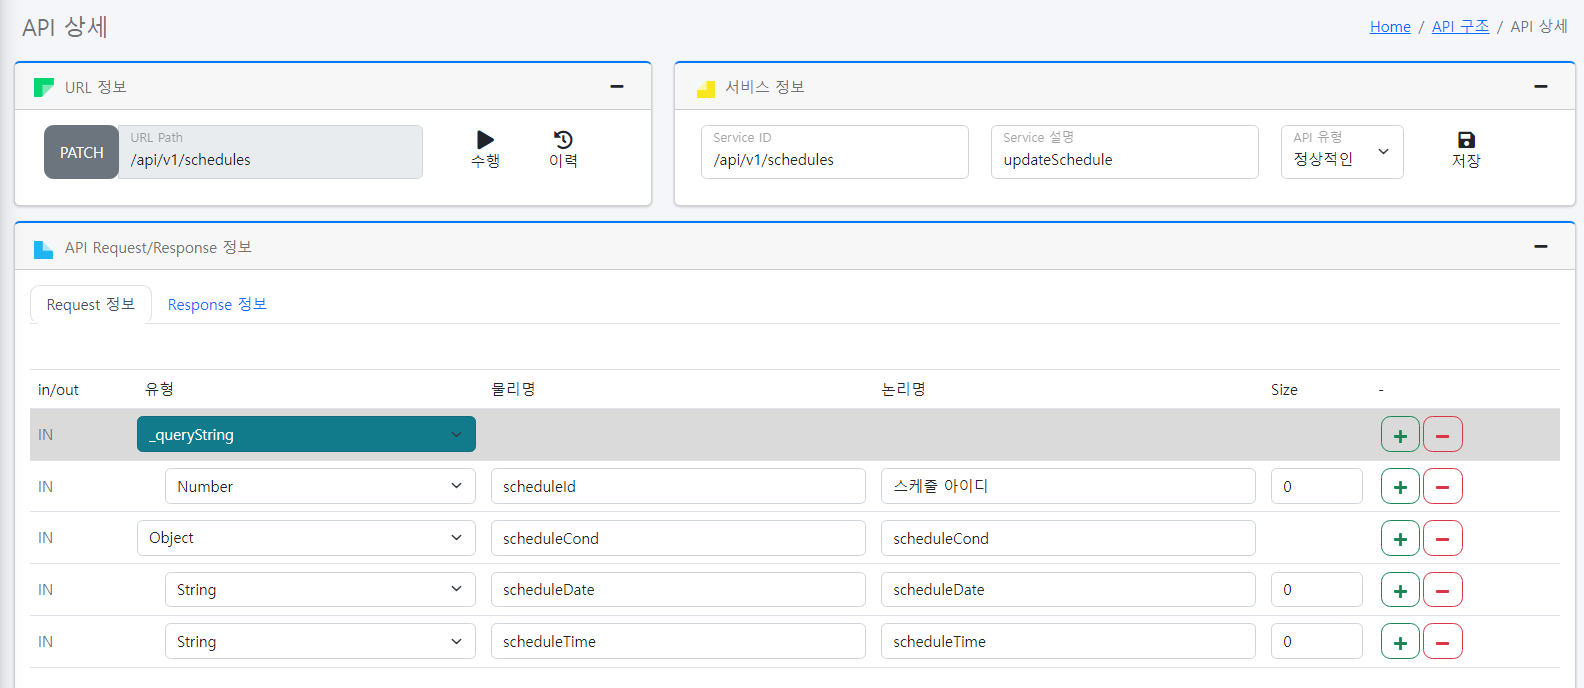 API 상세
Home / API 구조 / API 상세
URL 정보
PATCH
URL Path
/api/v1/schedules
수행
이력
서비스 정보
Service ID
/api/v1/schedules
Service 설명
updateSchedule
API 유형
정상적인
저장
API Request/Response 정보
Request 정보 Response 정보
in/out 유형 물리명 논리명 Size -
IN _queryString
IN Number scheduleId 스케줄 아이디 0
IN Object scheduleCond scheduleCond
IN String scheduleDate scheduleDate 0
IN String scheduleTime scheduleTime 0